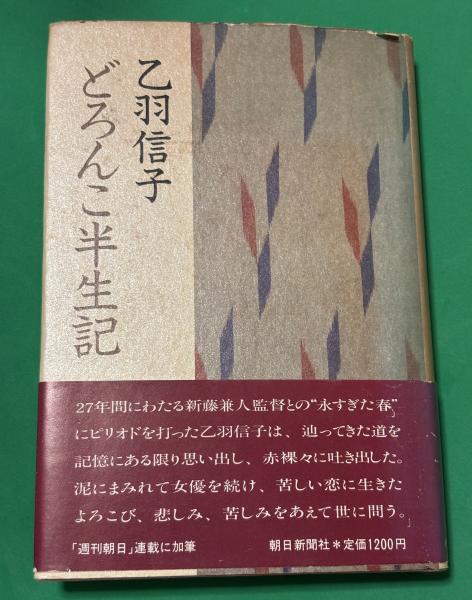 乙羽信子
どろんこ半生記
27年間にわたる新藤兼人監督との“永すぎた春”
にピリオドを打った乙羽信子は、辿ってきた道を
記憶にある限り思い出し、赤裸々に吐き出した。
泥にまみれて女優を続け、苦しい恋に生きた
よろこび、悲しみ、苦しみをあえて世に問う。
「週刊朝日」連載に加筆
朝日新聞社＊定価1200円